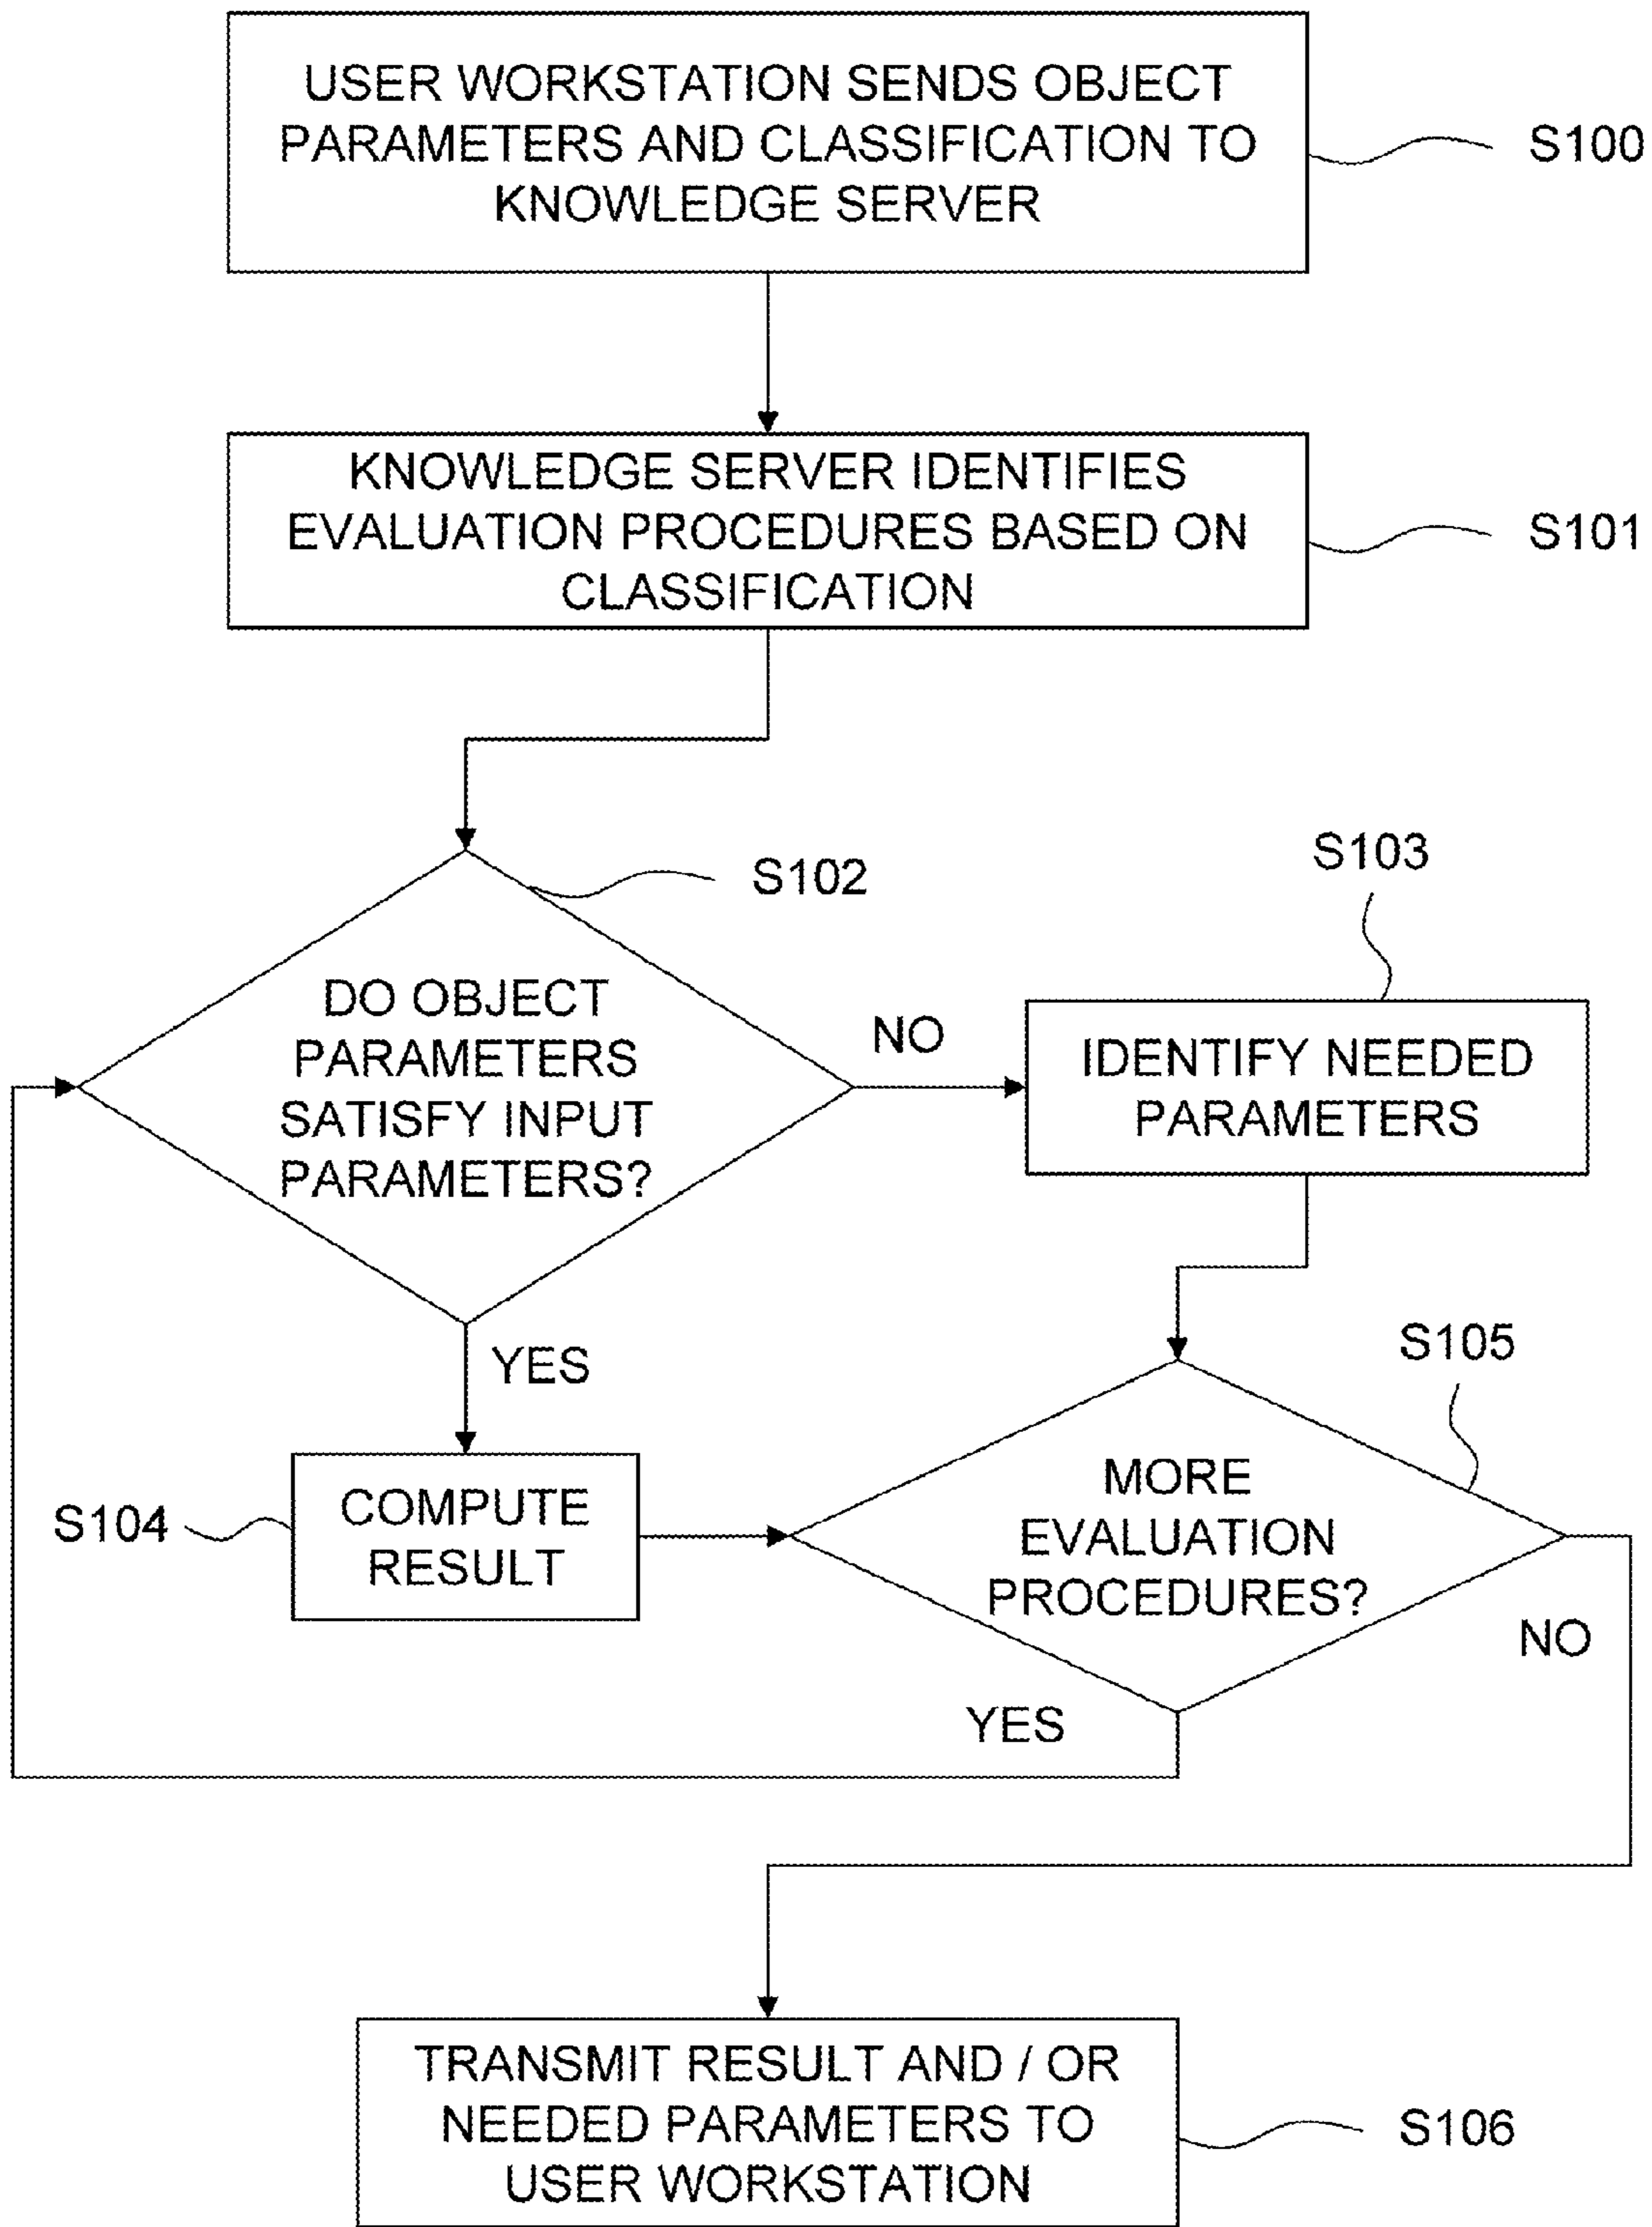 USER WORKSTATION SENDS OBJECT
PARAMETERS AND CLASSIFICATION TO
KNOWLEDGE SERVER
S100
KNOWLEDGE SERVER IDENTIFIES
EVALUATION PROCEDURES BASED ON
CLASSIFICATION
S101
S102
DO OBJECT
PARAMETERS
SATISFY INPUT
PARAMETERS?
NO
S103
IDENTIFY NEEDED
PARAMETERS
YES
S104
COMPUTE
RESULT
S105
MORE
EVALUATION
PROCEDURES?
NO
YES
TRANSMIT RESULT AND / OR
NEEDED PARAMETERS TO
USER WORKSTATION
S106